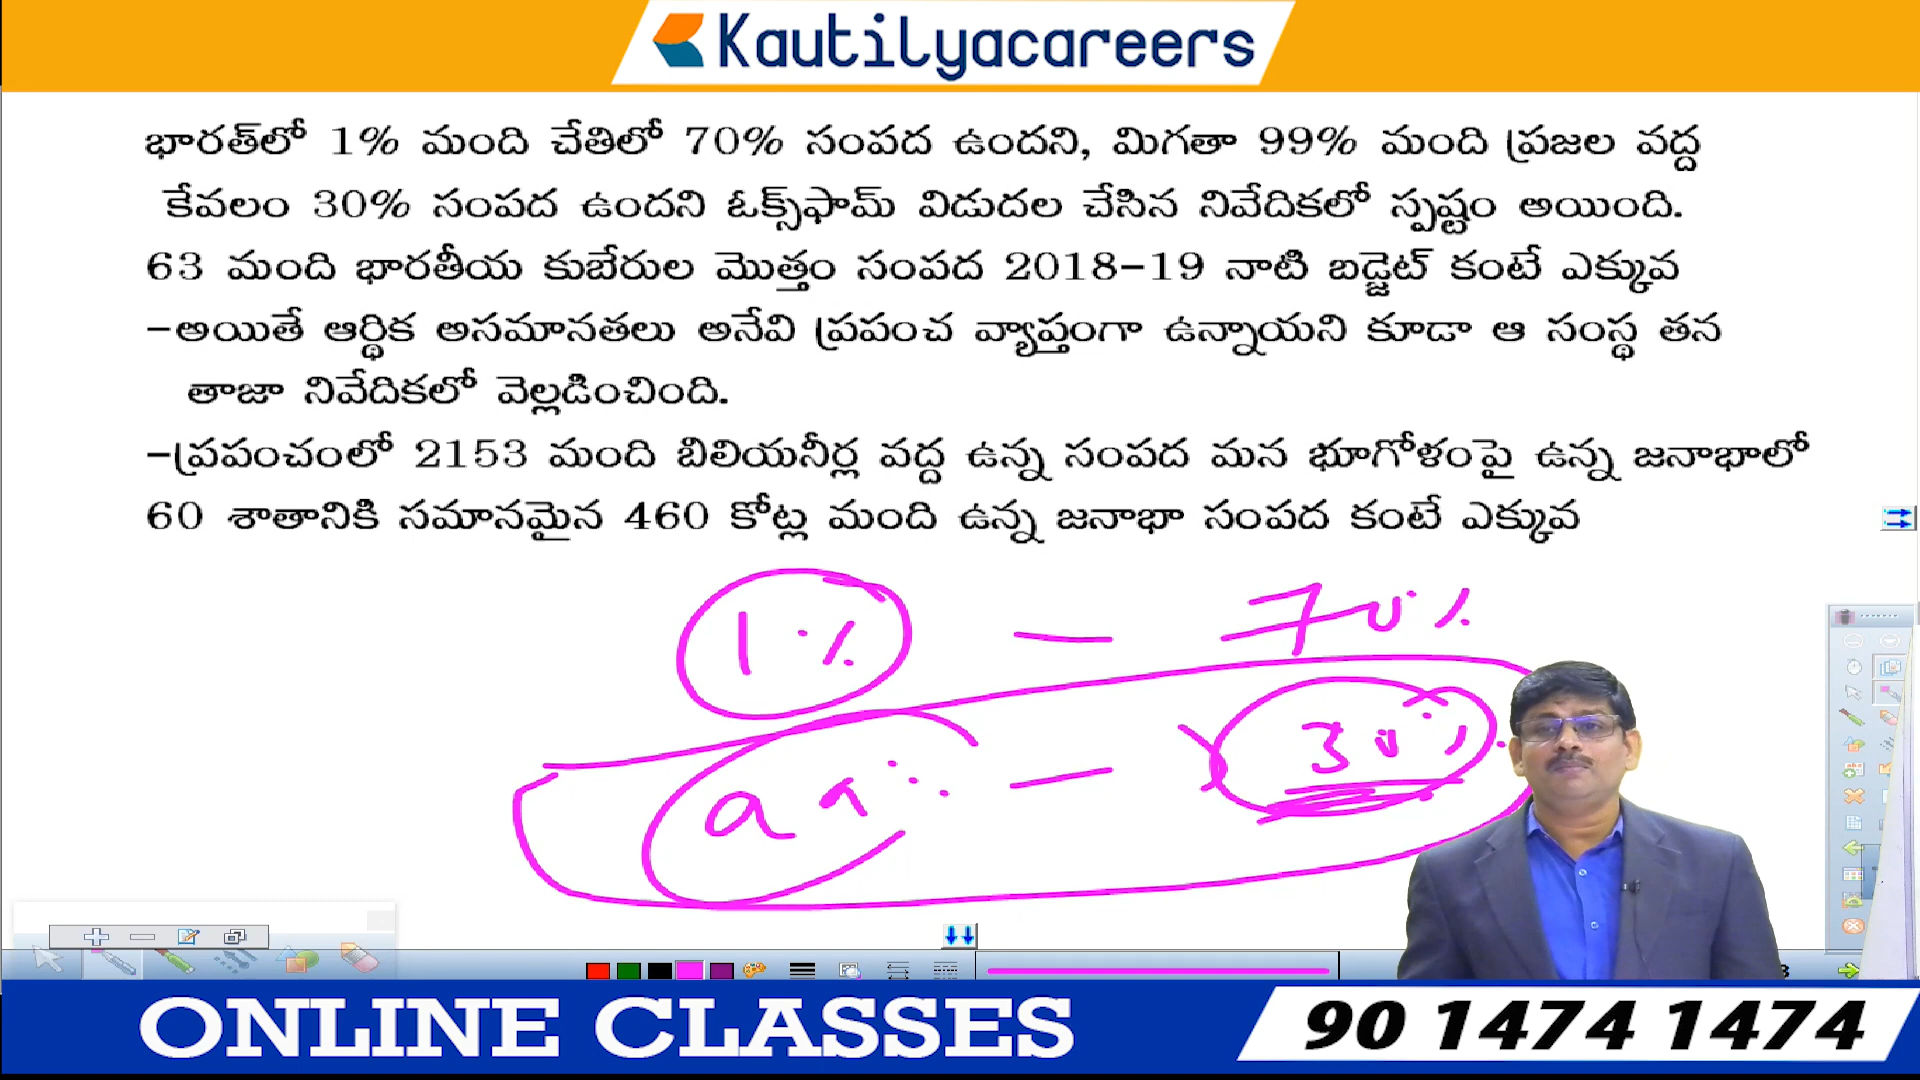 Kautilyacareers
భారత్‌లో 1% మంది చేతిలో 70% సంపద ఉందని, మిగతా 99% మంది ప్రజల వద్ద
కేవలం 30% సంపద ఉందని ఓక్స్‌ఫామ్ విడుదల చేసిన నివేదికలో స్పష్టం అయింది.
63 మంది భారతీయ కుబేరుల మొత్తం సంపద 2018-19 నాటి బడ్జెట్ కంటే ఎక్కువ
-అయితే ఆర్థిక అసమానతలు అనేవి ప్రపంచ వ్యాప్తంగా ఉన్నాయని కూడా ఆ సంస్థ తన
తాజా నివేదికలో వెల్లడించింది.
-ప్రపంచంలో 2153 మంది బిలియనీర్ల వద్ద ఉన్న సంపద మన భూగోళంపై ఉన్న జనాభాలో
60 శాతానికి సమానమైన 460 కోట్ల మంది ఉన్న జనాభా సంపద కంటే ఎక్కువ
1% - 70%
99% - 30%
ONLINE CLASSES
90 1474 1474